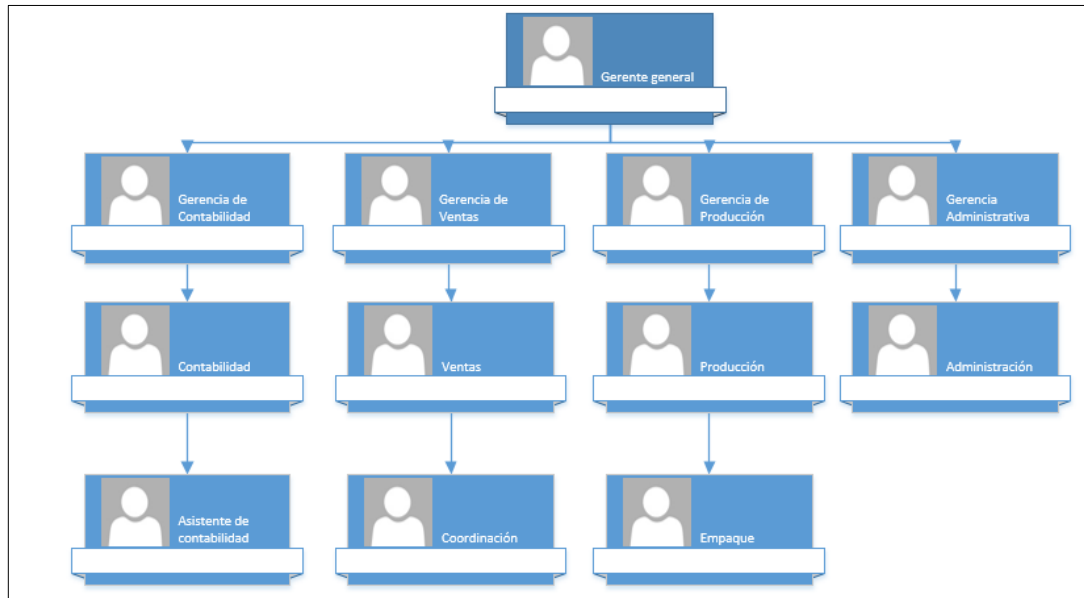 Gerente general
Gerencia de
Contabilidad
Gerencia de
Ventas
Gerencia de
Producción
Gerencia
Administrativa
Contabilidad
Ventas
Producción
Administración
Asistente de
contabilidad
Coordinación
Empaque